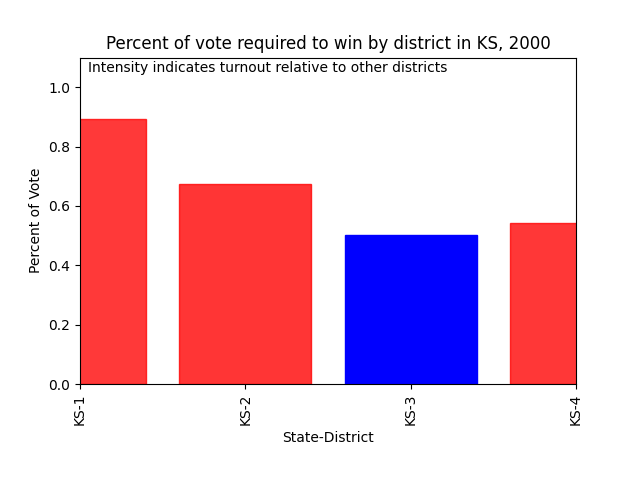 Percent of vote required to win by district in KS, 2000
Intensity indicates turnout relative to other districts
1.0
0.8
0.6
0.4
0.2
0.0
Percent of Vote
KS-1
KS-2
KS-3
KS-4
State-District